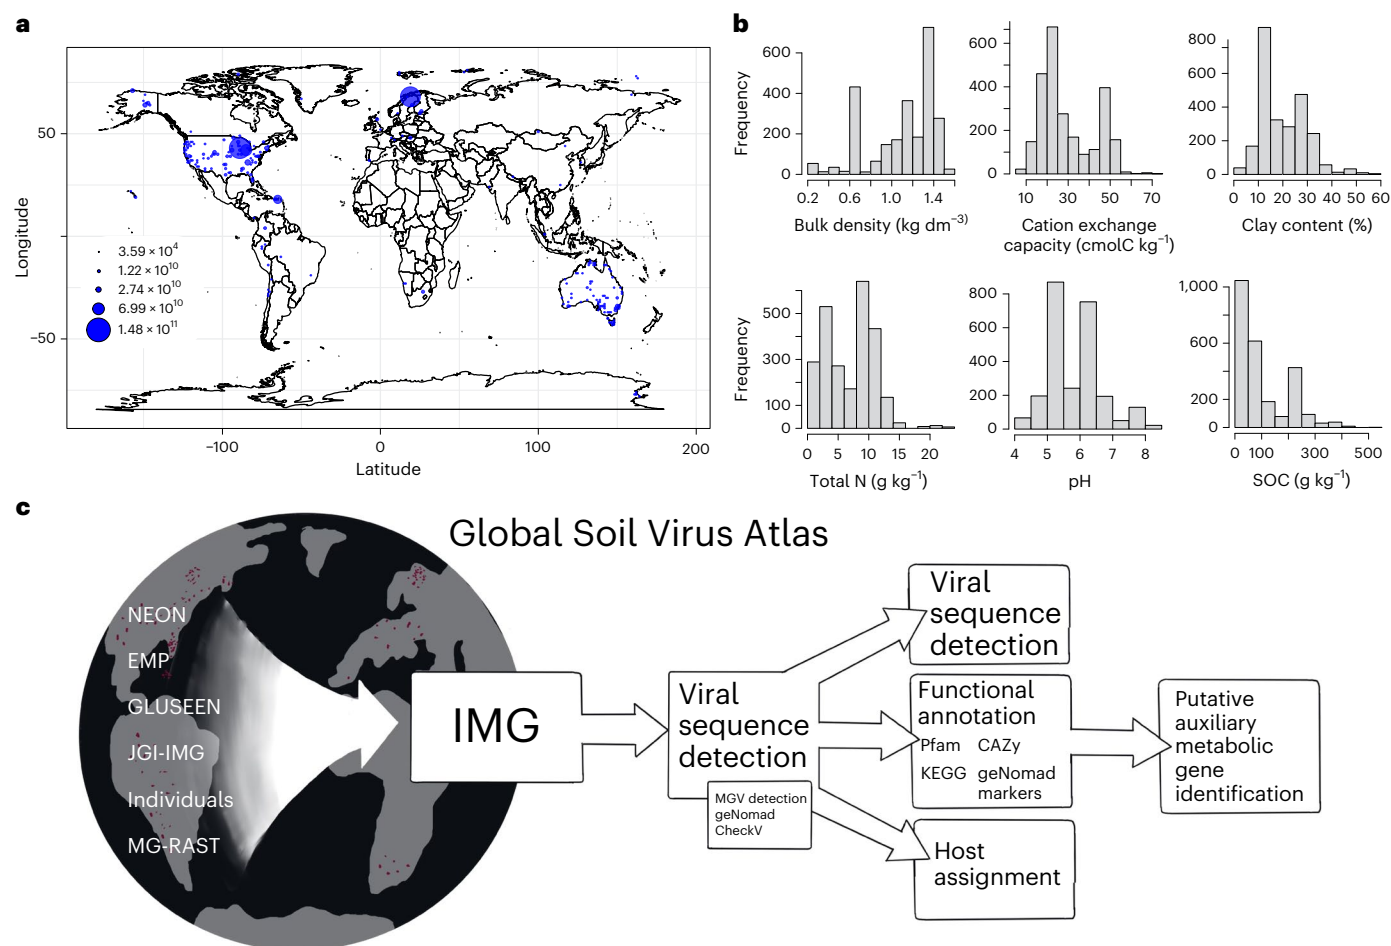 a
50
−50
Longitude
3.59 × 10⁴
1.22 × 10¹⁰
2.74 × 10¹⁰
6.99 × 10¹⁰
1.48 × 10¹¹
−100
0
100
200
Latitude
b
Frequency
600
400
200
0
0.2
0.6
1.0
1.4
Bulk density (kg dm⁻³)
600
400
200
0
10
30
50
70
Cation exchange
capacity (cmolC kg⁻¹)
800
600
400
200
0
0
10
20
30
40
50
60
Clay content (%)
Frequency
500
300
100
0
0
5
10
15
20
Total N (g kg⁻¹)
800
600
400
200
0
4
5
6
7
8
pH
1,000
600
200
0
0
100
300
500
SOC (g kg⁻¹)
c
Global Soil Virus Atlas
NEON
EMP
GLUSEEN
JGI-IMG
Individuals
MG-RAST
IMG
Viral
sequence
detection
MGV detection
geNomad
CheckV
Viral
sequence
detection
Functional
annotation
Pfam CAZy
KEGG geNomad
markers
Host
assignment
Putative
auxiliary
metabolic
gene
identification